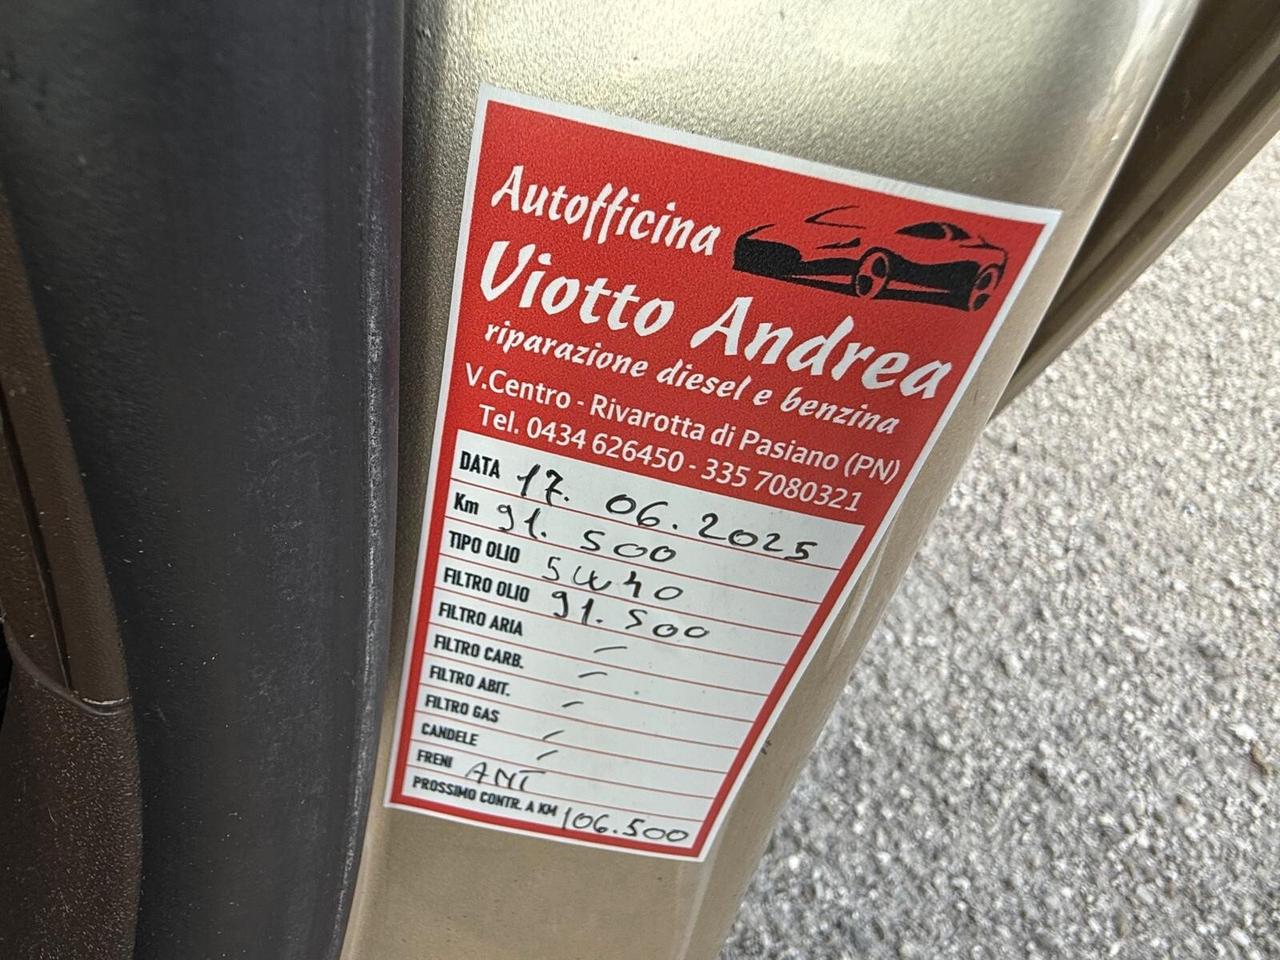 Autofficina
Viotto Andrea
riparazione diesel e benzina
V.Centro - Rivarotta di Pasiano (PN)
Tel. 0434 626450 - 335 7080321
DATA 17. 06. 2025
Km 91. 500
TIPO OLIO 5W40
FILTRO OLIO 91. 500
FILTRO ARIA -
FILTRO CARB. -
FILTRO ABIT. -
FILTRO GAS -
CANDELE -
FRENI ANT
PROSSIMO CONTR. A KM 106.500